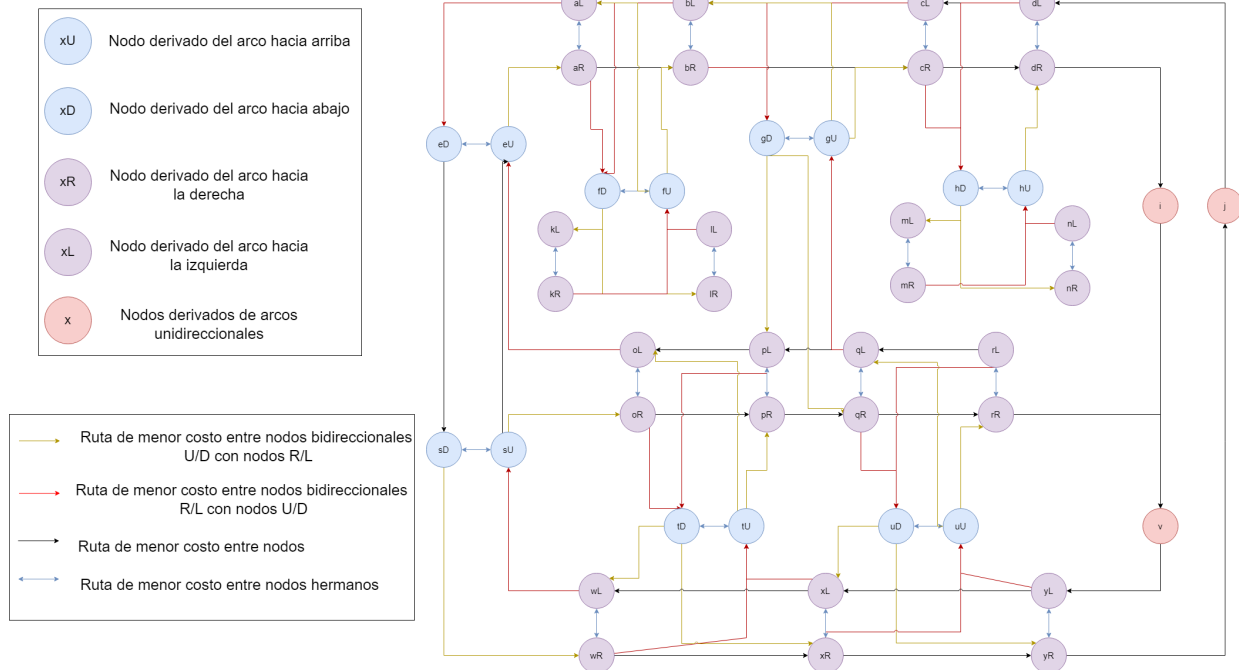 xU
Nodo derivado del arco hacia arriba
xD
Nodo derivado del arco hacia abajo
xR
Nodo derivado del arco hacia
la derecha
xL
Nodo derivado del arco hacia
la izquierda
x
Nodos derivados de arcos
unidireccionales
Ruta de menor costo entre nodos bidireccionales
U/D con nodos R/L
Ruta de menor costo entre nodos bidireccionales
R/L con nodos U/D
Ruta de menor costo entre nodos
Ruta de menor costo entre nodos hermanos
aL
bL
cL
dL
aR
bR
cR
dR
eD
eU
gD
gU
fD
fU
hD
hU
i
j
kL
lL
mL
nL
kR
lR
mR
nR
oL
pL
qL
rL
oR
pR
qR
rR
sD
sU
tD
tU
uD
uU
v
wL
xL
yL
wR
xR
yR